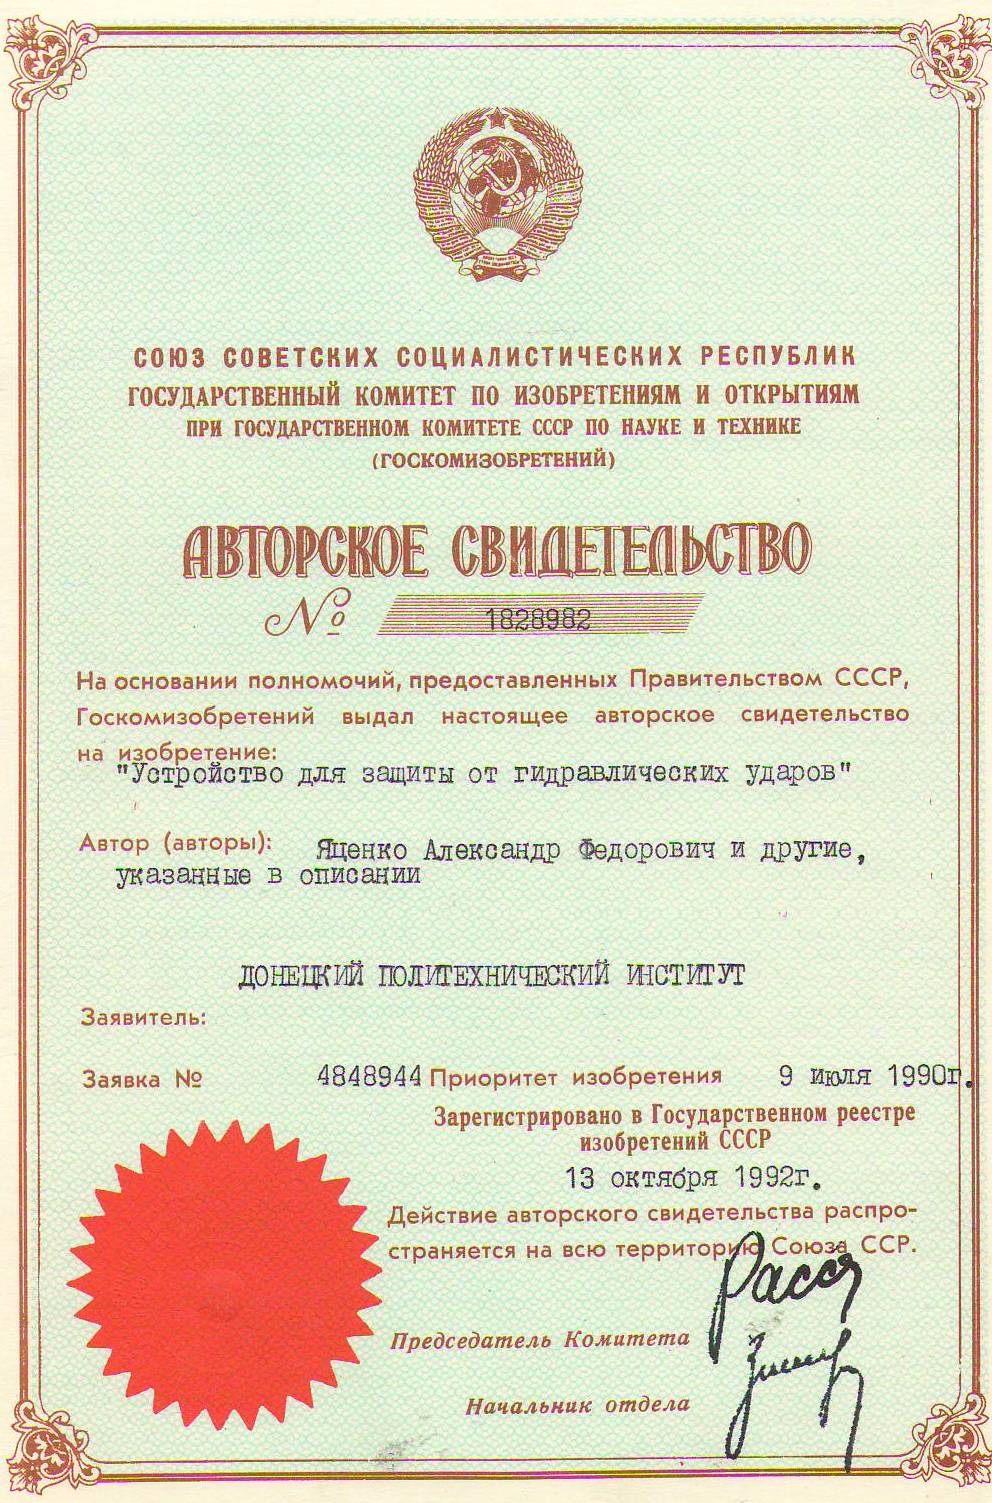 СОЮЗ СОВЕТСКИХ СОЦИАЛИСТИЧЕСКИХ РЕСПУБЛИК
ГОСУДАРСТВЕННЫЙ КОМИТЕТ ПО ИЗОБРЕТЕНИЯМ И ОТКРЫТИЯМ
ПРИ ГОСУДАРСТВЕННОМ КОМИТЕТЕ СССР ПО НАУКЕ И ТЕХНИКЕ
(ГОСКОМИЗОБРЕТЕНИЙ)
АВТОРСКОЕ СВИДЕТЕЛЬСТВО
№ 1828982
На основании полномочий, предоставленных Правительством СССР,
Госкомизобретений выдал настоящее авторское свидетельство
на изобретение:
"Устройство для защиты от гидравлических ударов"
Автор (авторы): Яценко Александр Федорович и другие,
указанные в описании
ДОНЕЦКИЙ ПОЛИТЕХНИЧЕСКИЙ ИНСТИТУТ
Заявитель:
Заявка № 4848944 Приоритет изобретения 9 июля 1990г.
Зарегистрировано в Государственном реестре
изобретений СССР
13 октября 1992г.
Действие авторского свидетельства распро-
страняется на всю территорию Союза ССР.
Председатель Комитета
Начальник отдела